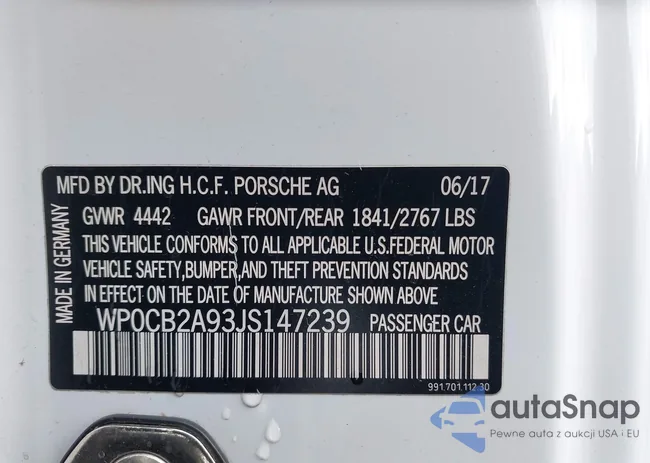 MFD BY DR.ING H.C.F. PORSCHE AG 06/17
GVWR 4442 GAWR FRONT/REAR 1841/2767 LBS
THIS VEHICLE CONFORMS TO ALL APPLICABLE U.S.FEDERAL MOTOR
VEHICLE SAFETY,BUMPER,AND THEFT PREVENTION STANDARDS
IN EFFECT ON THE DATE OF MANUFACTURE SHOWN ABOVE
WP0CB2A93JS147239 PASSENGER CAR
MADE IN GERMANY
991.701.112.30
autaSnap
Pewne auta z aukcji USA i EU